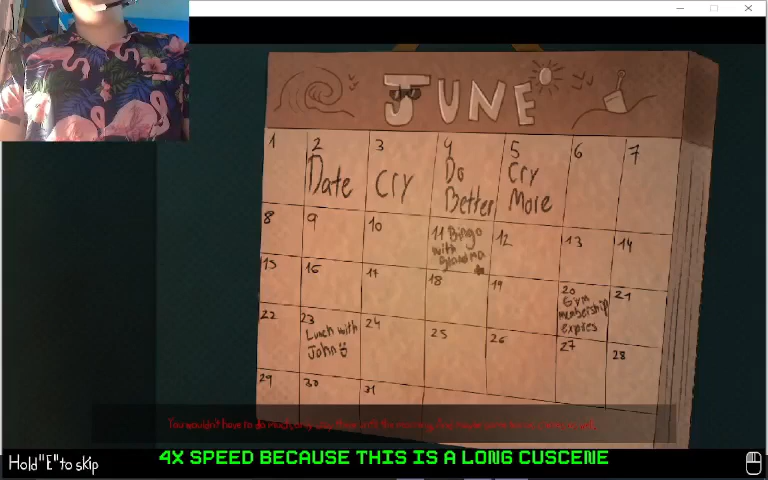 JUNE
1 2 3 4 5 6 7
Date Cry Do Better Cry More
8 9 10 11 Bingo with grandma 12 13 14
15 16 17 18 19 20 Gym membership expires 21
22 23 Lunch with John 24 25 26 27 28
29 30 31
Hold "E" to skip
4X SPEED BECAUSE THIS IS A LONG CUSCENE